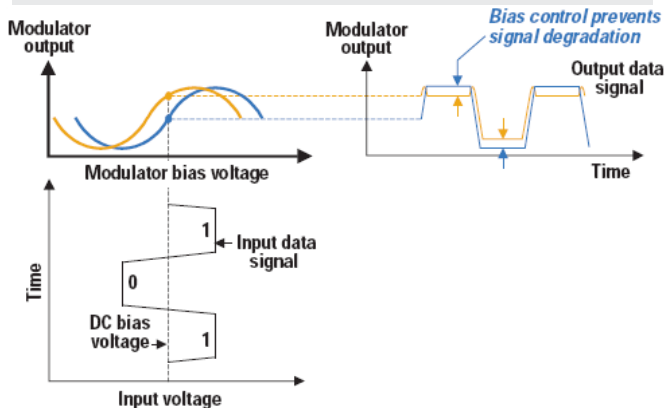 Modulator
output
Modulator bias voltage
Modulator
output
Bias control prevents
signal degradation
Output data
signal
Time
Time
1
Input data
signal
0
DC bias
voltage
1
Input voltage